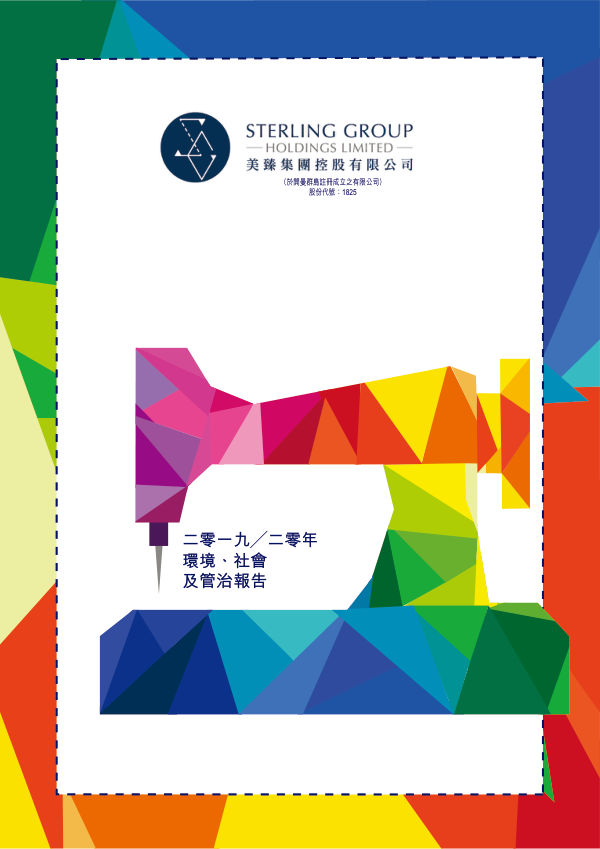 STERLING GROUP
HOLDINGS LIMITED
美臻集團控股有限公司
(於開曼群島註冊成立之有限公司)
股份代號：1825
二零一九／二零年
環境、社會
及管治報告